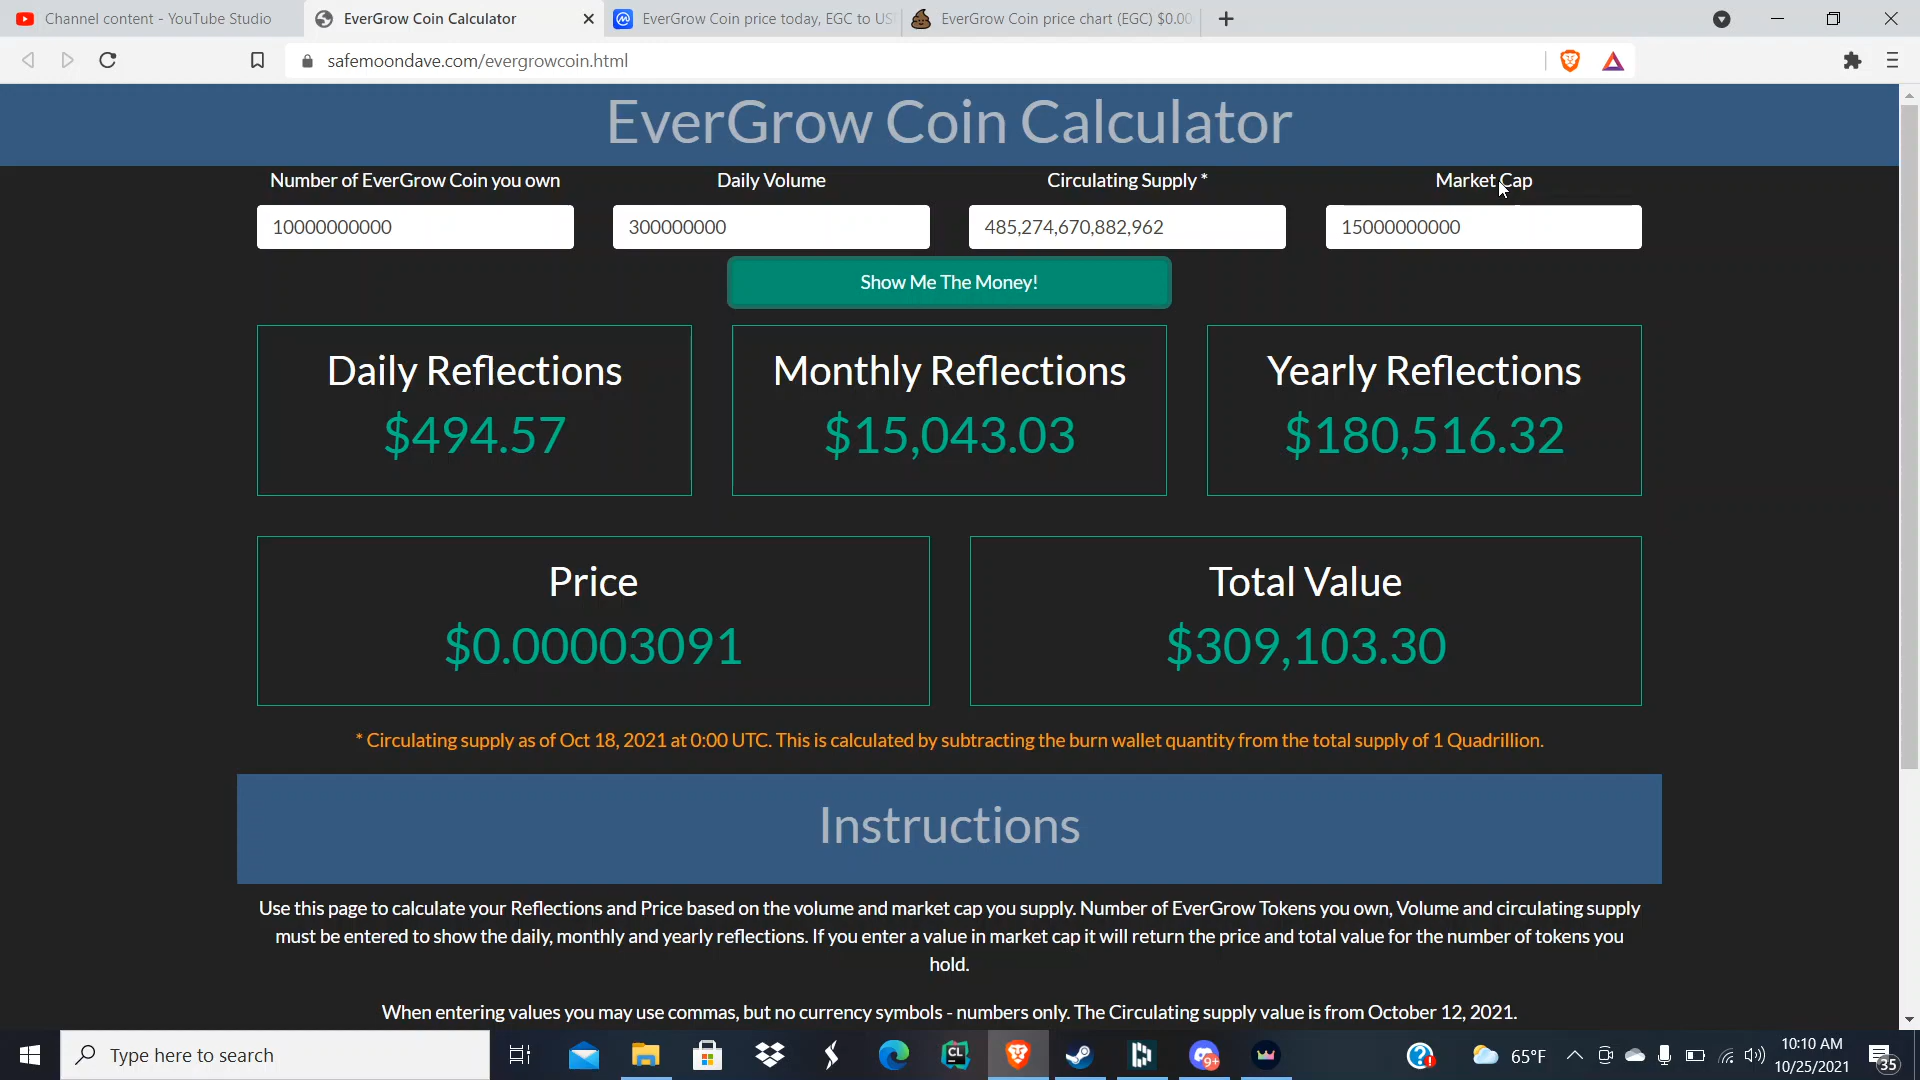 Channel content - YouTube Studio
EverGrow Coin Calculator
EverGrow Coin price today, EGC to US
EverGrow Coin price chart (EGC) $0.00
safemoondave.com/evergrowcoin.html
EverGrow Coin Calculator
Number of EverGrow Coin you own
Daily Volume
Circulating Supply *
Market Cap
10000000000
300000000
485,274,670,882,962
15000000000
Show Me The Money!
Daily Reflections
$494.57
Monthly Reflections
$15,043.03
Yearly Reflections
$180,516.32
Price
$0.00003091
Total Value
$309,103.30
* Circulating supply as of Oct 18, 2021 at 0:00 UTC. This is calculated by subtracting the burn wallet quantity from the total supply of 1 Quadrillion.
Instructions
Use this page to calculate your Reflections and Price based on the volume and market cap you supply. Number of EverGrow Tokens you own, Volume and circulating supply
must be entered to show the daily, monthly and yearly reflections. If you enter a value in market cap it will return the price and total value for the number of tokens you
hold.
When entering values you may use commas, but no currency symbols - numbers only. The Circulating supply value is from October 12, 2021.
Type here to search
CL
9+
65°F
10:10 AM
10/25/2021
35